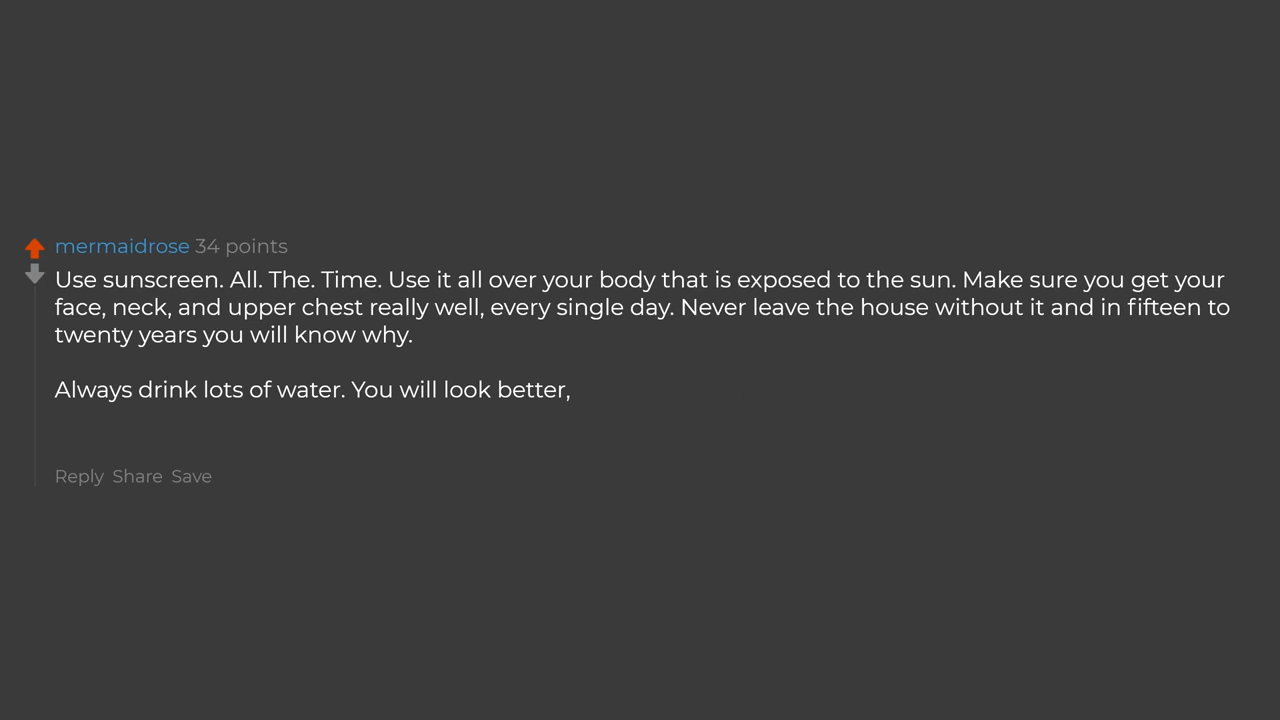 mermaidrose 34 points
Use sunscreen. All. The. Time. Use it all over your body that is exposed to the sun. Make sure you get your
face, neck, and upper chest really well, every single day. Never leave the house without it and in fifteen to
twenty years you will know why.
Always drink lots of water. You will look better,
Reply Share Save